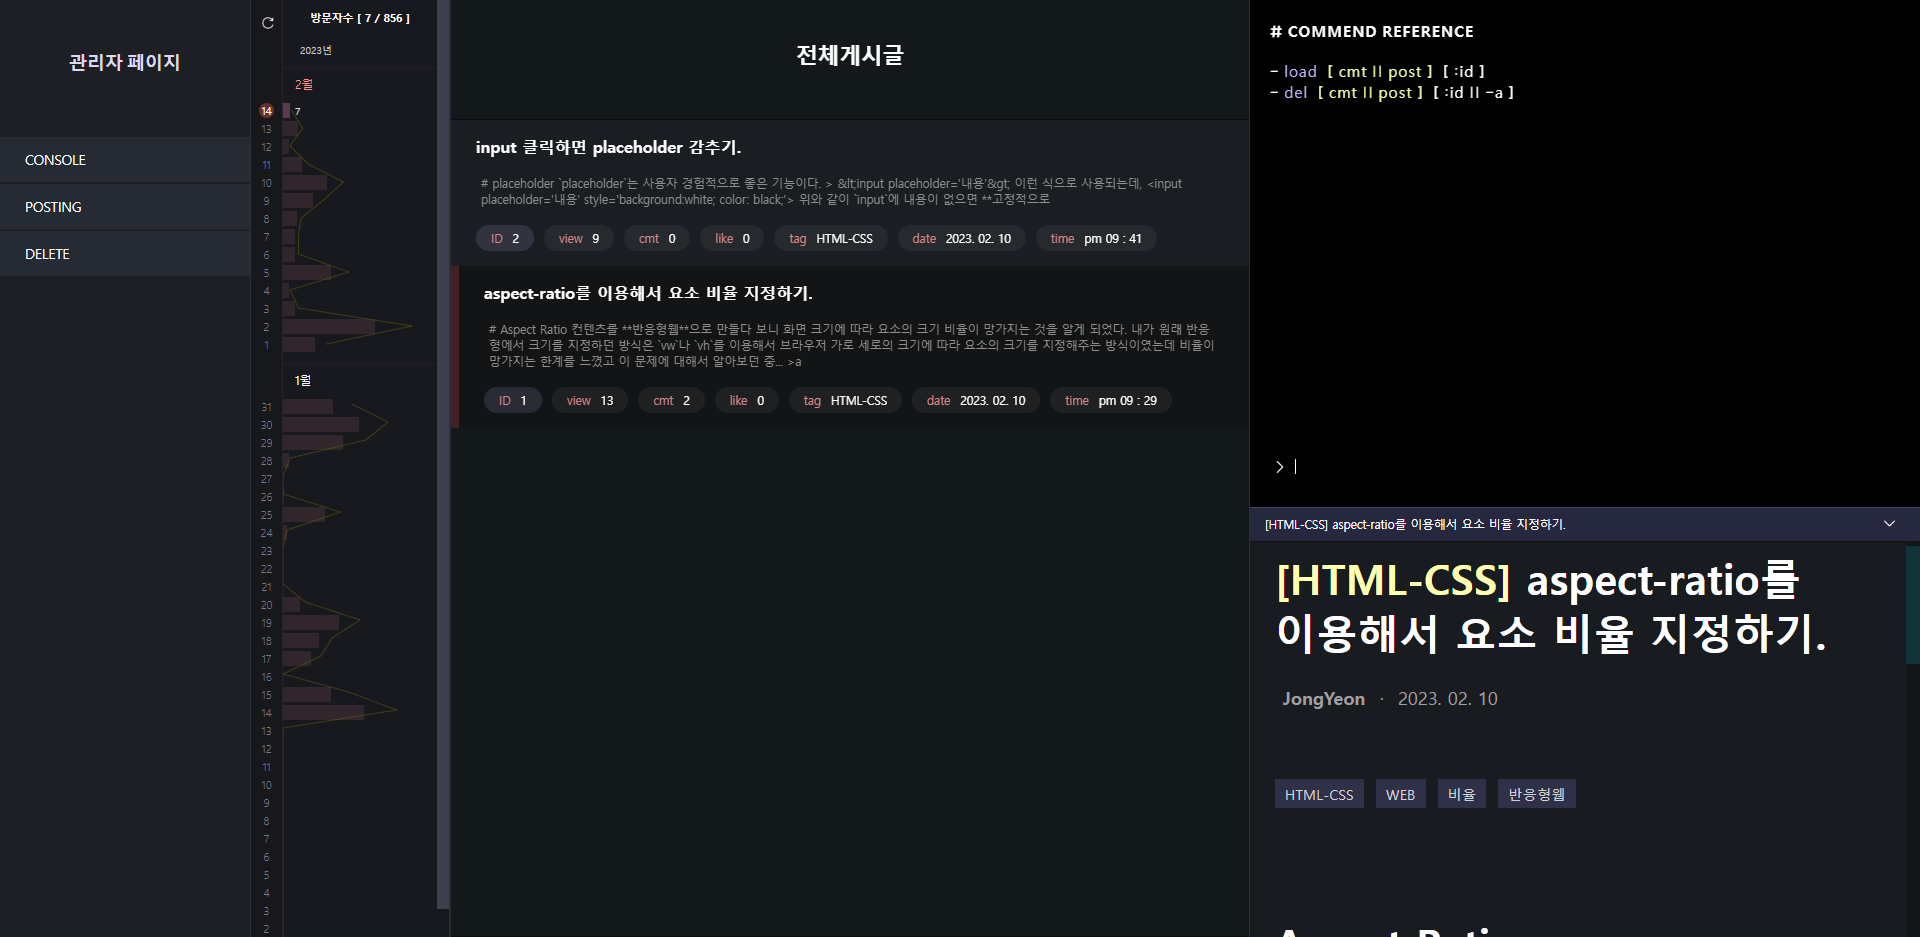 관리자 페이지
CONSOLE
POSTING
DELETE
방문자수 [ 7 / 856 ]
2023년
2월
14 7
13
12
11
10
9
8
7
6
5
4
3
2
1
1월
31
30
29
28
27
26
25
24
23
22
21
20
19
18
17
16
15
14
13
12
11
10
9
8
7
6
5
4
3
2
전체게시글
input 클릭하면 placeholder 감추기.
# placeholder `placeholder`는 사용자 경험적으로 좋은 기능이다. > &lt;input placeholder='내용'&gt; 이런 식으로 사용되는데, <input
placeholder='내용' style='background:white; color: black;'> 위와 같이 `input`에 내용이 없으면 **고정적으로
ID 2 view 9 cmt 0 like 0 tag HTML-CSS date 2023. 02. 10 time pm 09 : 41
aspect-ratio를 이용해서 요소 비율 지정하기.
# Aspect Ratio 컨텐츠를 **반응형웹**으로 만들다 보니 화면 크기에 따라 요소의 크기 비율이 망가지는 것을 알게 되었다. 내가 원래 반응
형에서 크기를 지정하던 방식은 `vw`나 `vh`를 이용해서 브라우저 가로 세로의 크기에 따라 요소의 크기를 지정해주는 방식이였는데 비율이
망가지는 한계를 느꼈고 이 문제에 대해서 알아보던 중... >a
ID 1 view 13 cmt 2 like 0 tag HTML-CSS date 2023. 02. 10 time pm 09 : 29
# COMMEND REFERENCE
- load [ cmt || post ] [ :id ]
- del [ cmt || post ] [ :id || -a ]
>
[HTML-CSS] aspect-ratio를 이용해서 요소 비율 지정하기.
[HTML-CSS] aspect-ratio를
이용해서 요소 비율 지정하기.
JongYeon · 2023. 02. 10
HTML-CSS WEB 비율 반응형웹
Aspect Ratio